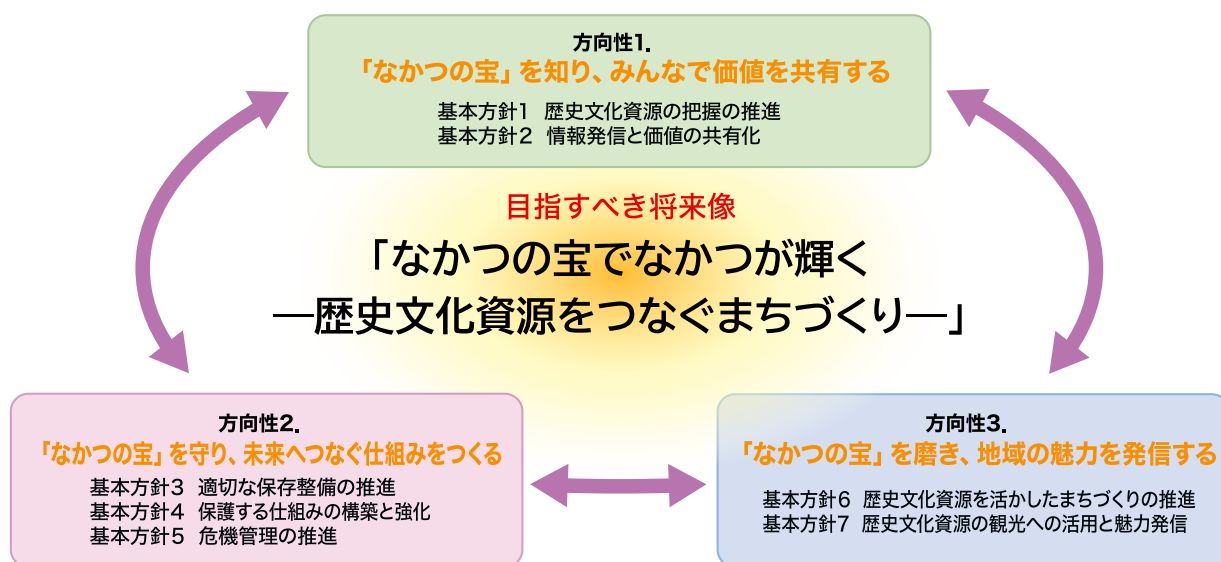 方向性1.
「なかつの宝」を知り、みんなで価値を共有する
基本方針1 歴史文化資源の把握の推進
基本方針2 情報発信と価値の共有化
目指すべき将来像
「なかつの宝でなかつが輝く
―歴史文化資源をつなぐまちづくり―」
方向性2.
「なかつの宝」を守り、未来へつなぐ仕組みをつくる
基本方針3 適切な保存整備の推進
基本方針4 保護する仕組みの構築と強化
基本方針5 危機管理の推進
方向性3.
「なかつの宝」を磨き、地域の魅力を発信する
基本方針6 歴史文化資源を活かしたまちづくりの推進
基本方針7 歴史文化資源の観光への活用と魅力発信